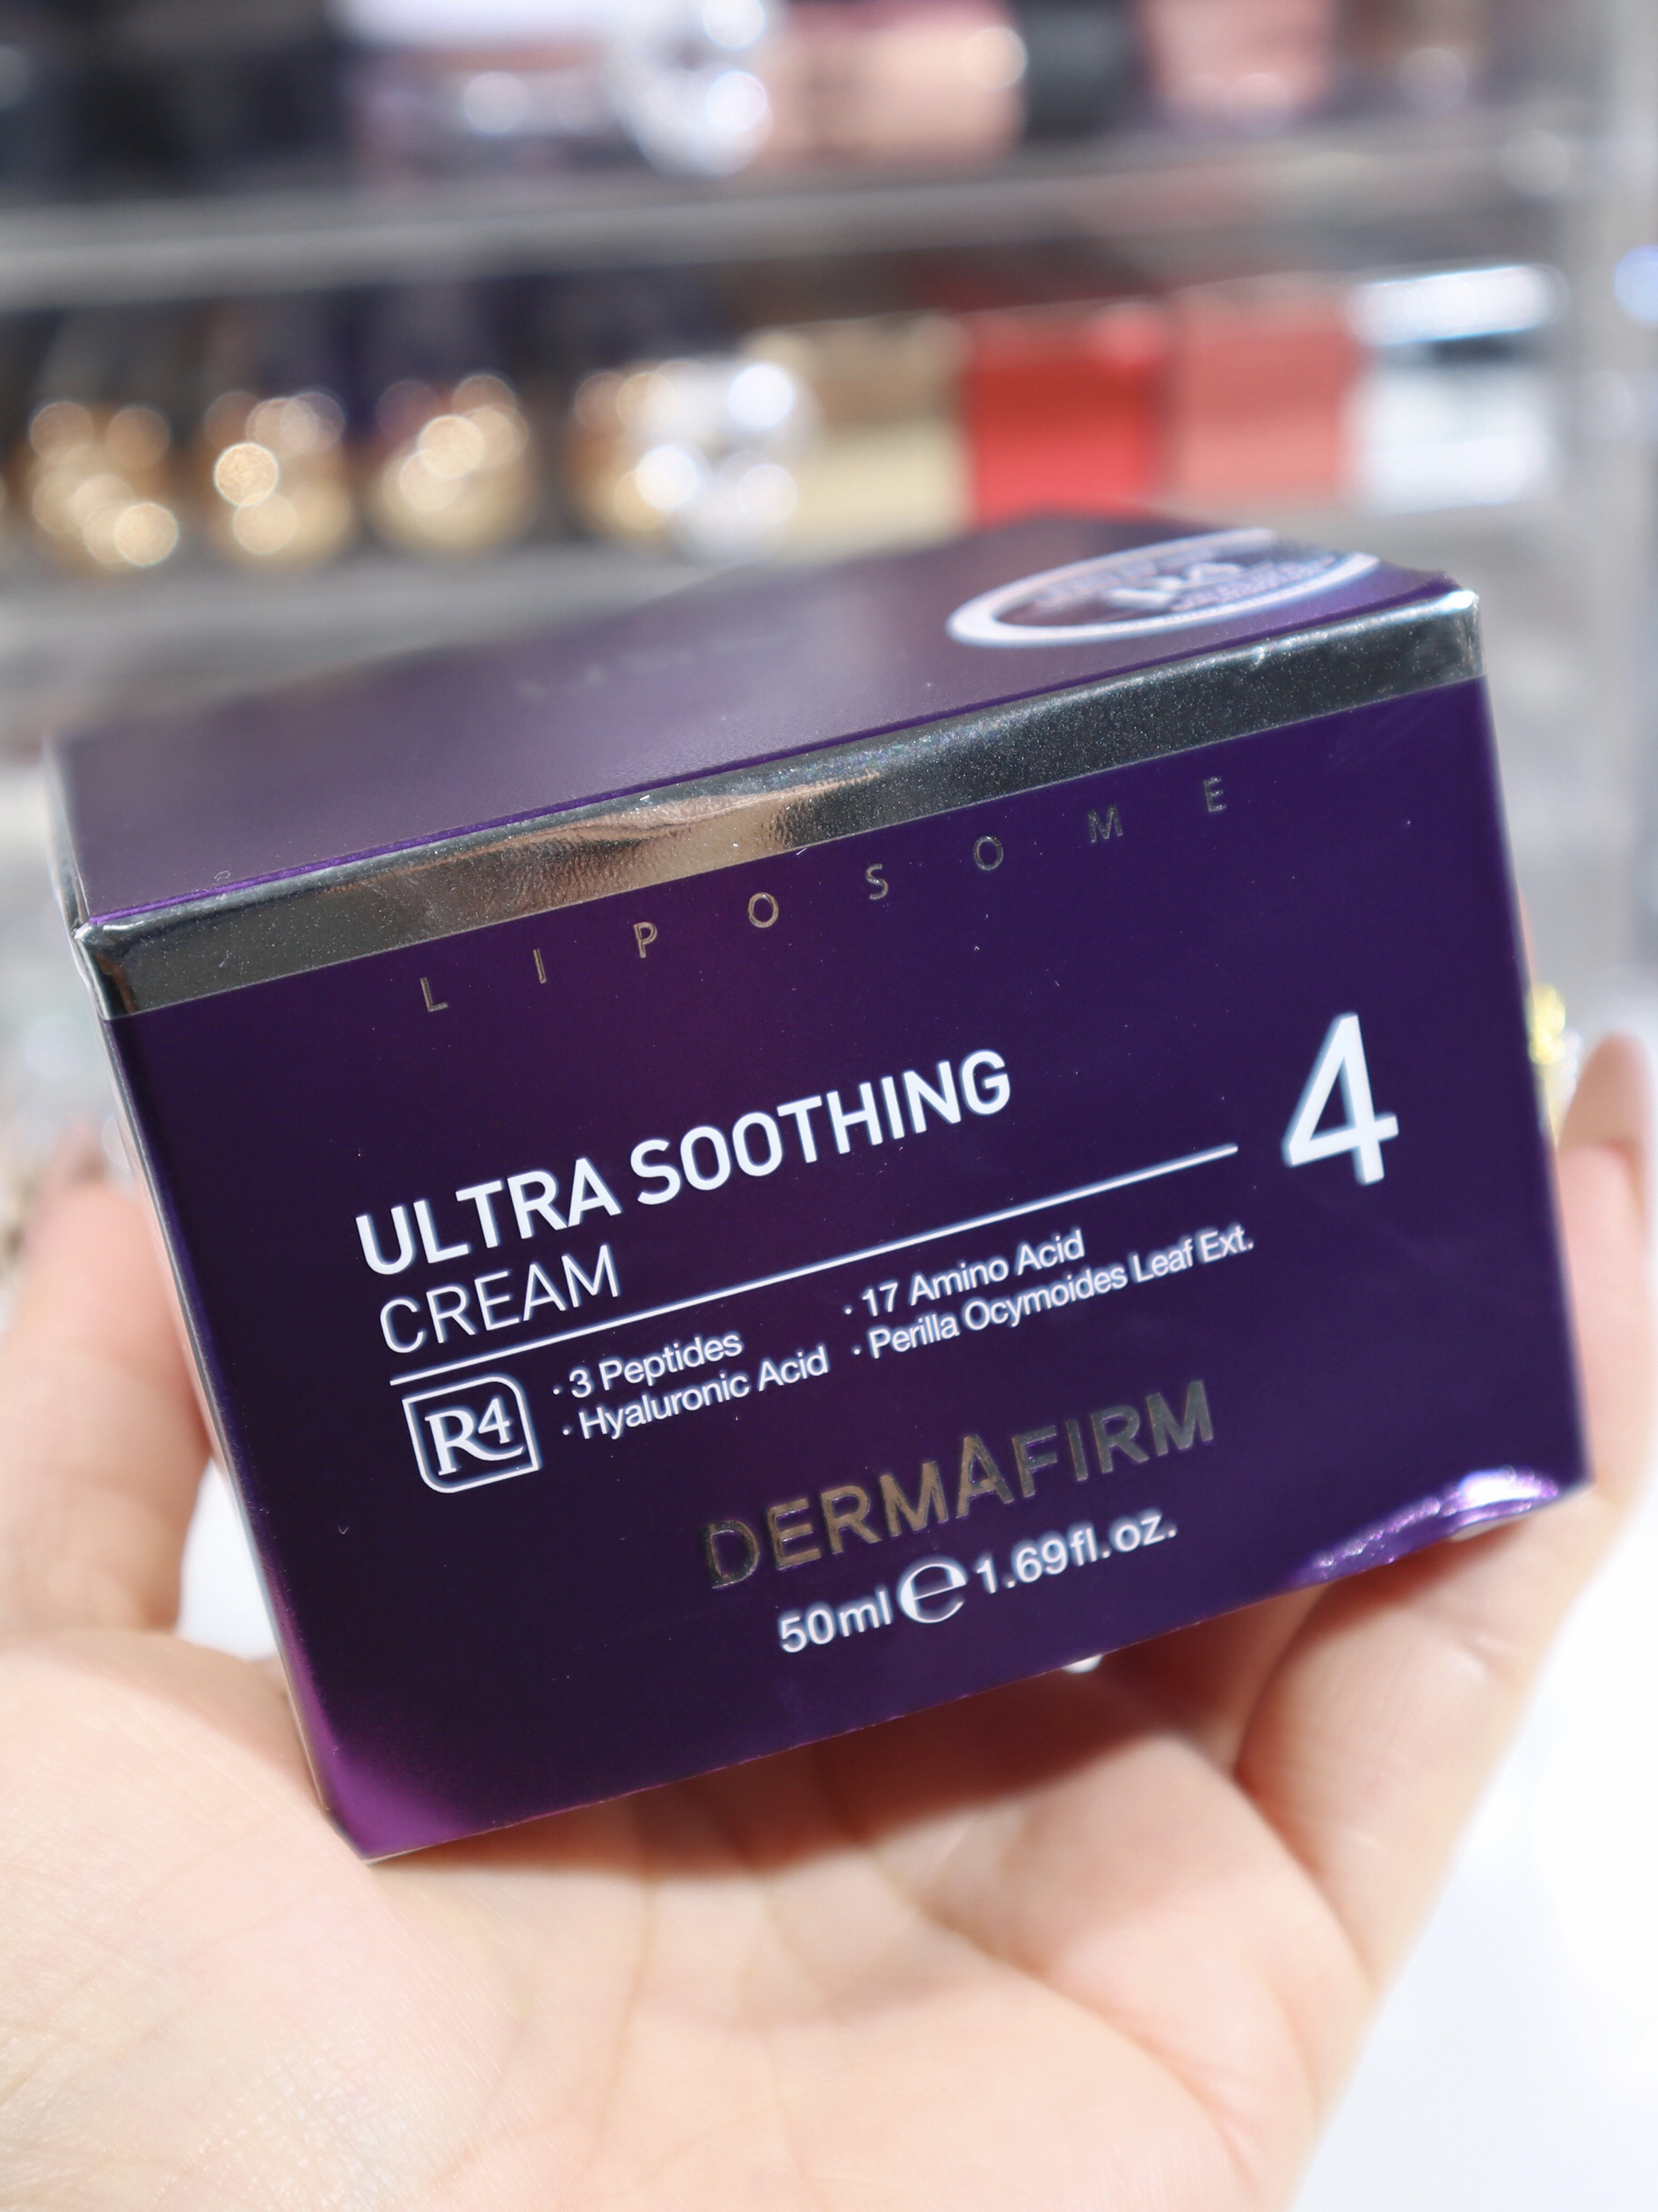 LIPOSOME
ULTRA SOOTHING
CREAM
4
R4
· 3 Peptides
· Hyaluronic Acid
· 17 Amino Acid
· Perilla Ocymoides Leaf Ext.
DERMAFIRM
50ml ℮ 1.69fl.oz.